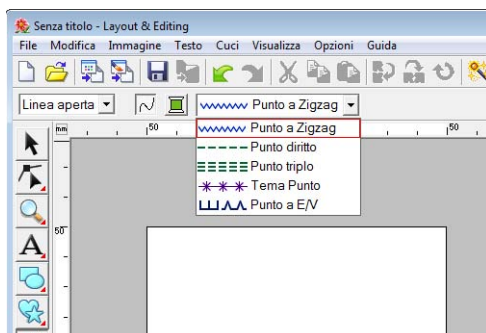 Senza titolo - Layout & Editing
File Modifica Immagine Testo Cuci Visualizza Opzioni Guida
Linea aperta Punto a Zigzag
mm 50 50
Punto a Zigzag
Punto diritto
Punto triplo
Tema Punto
Punto a E/V
50
A